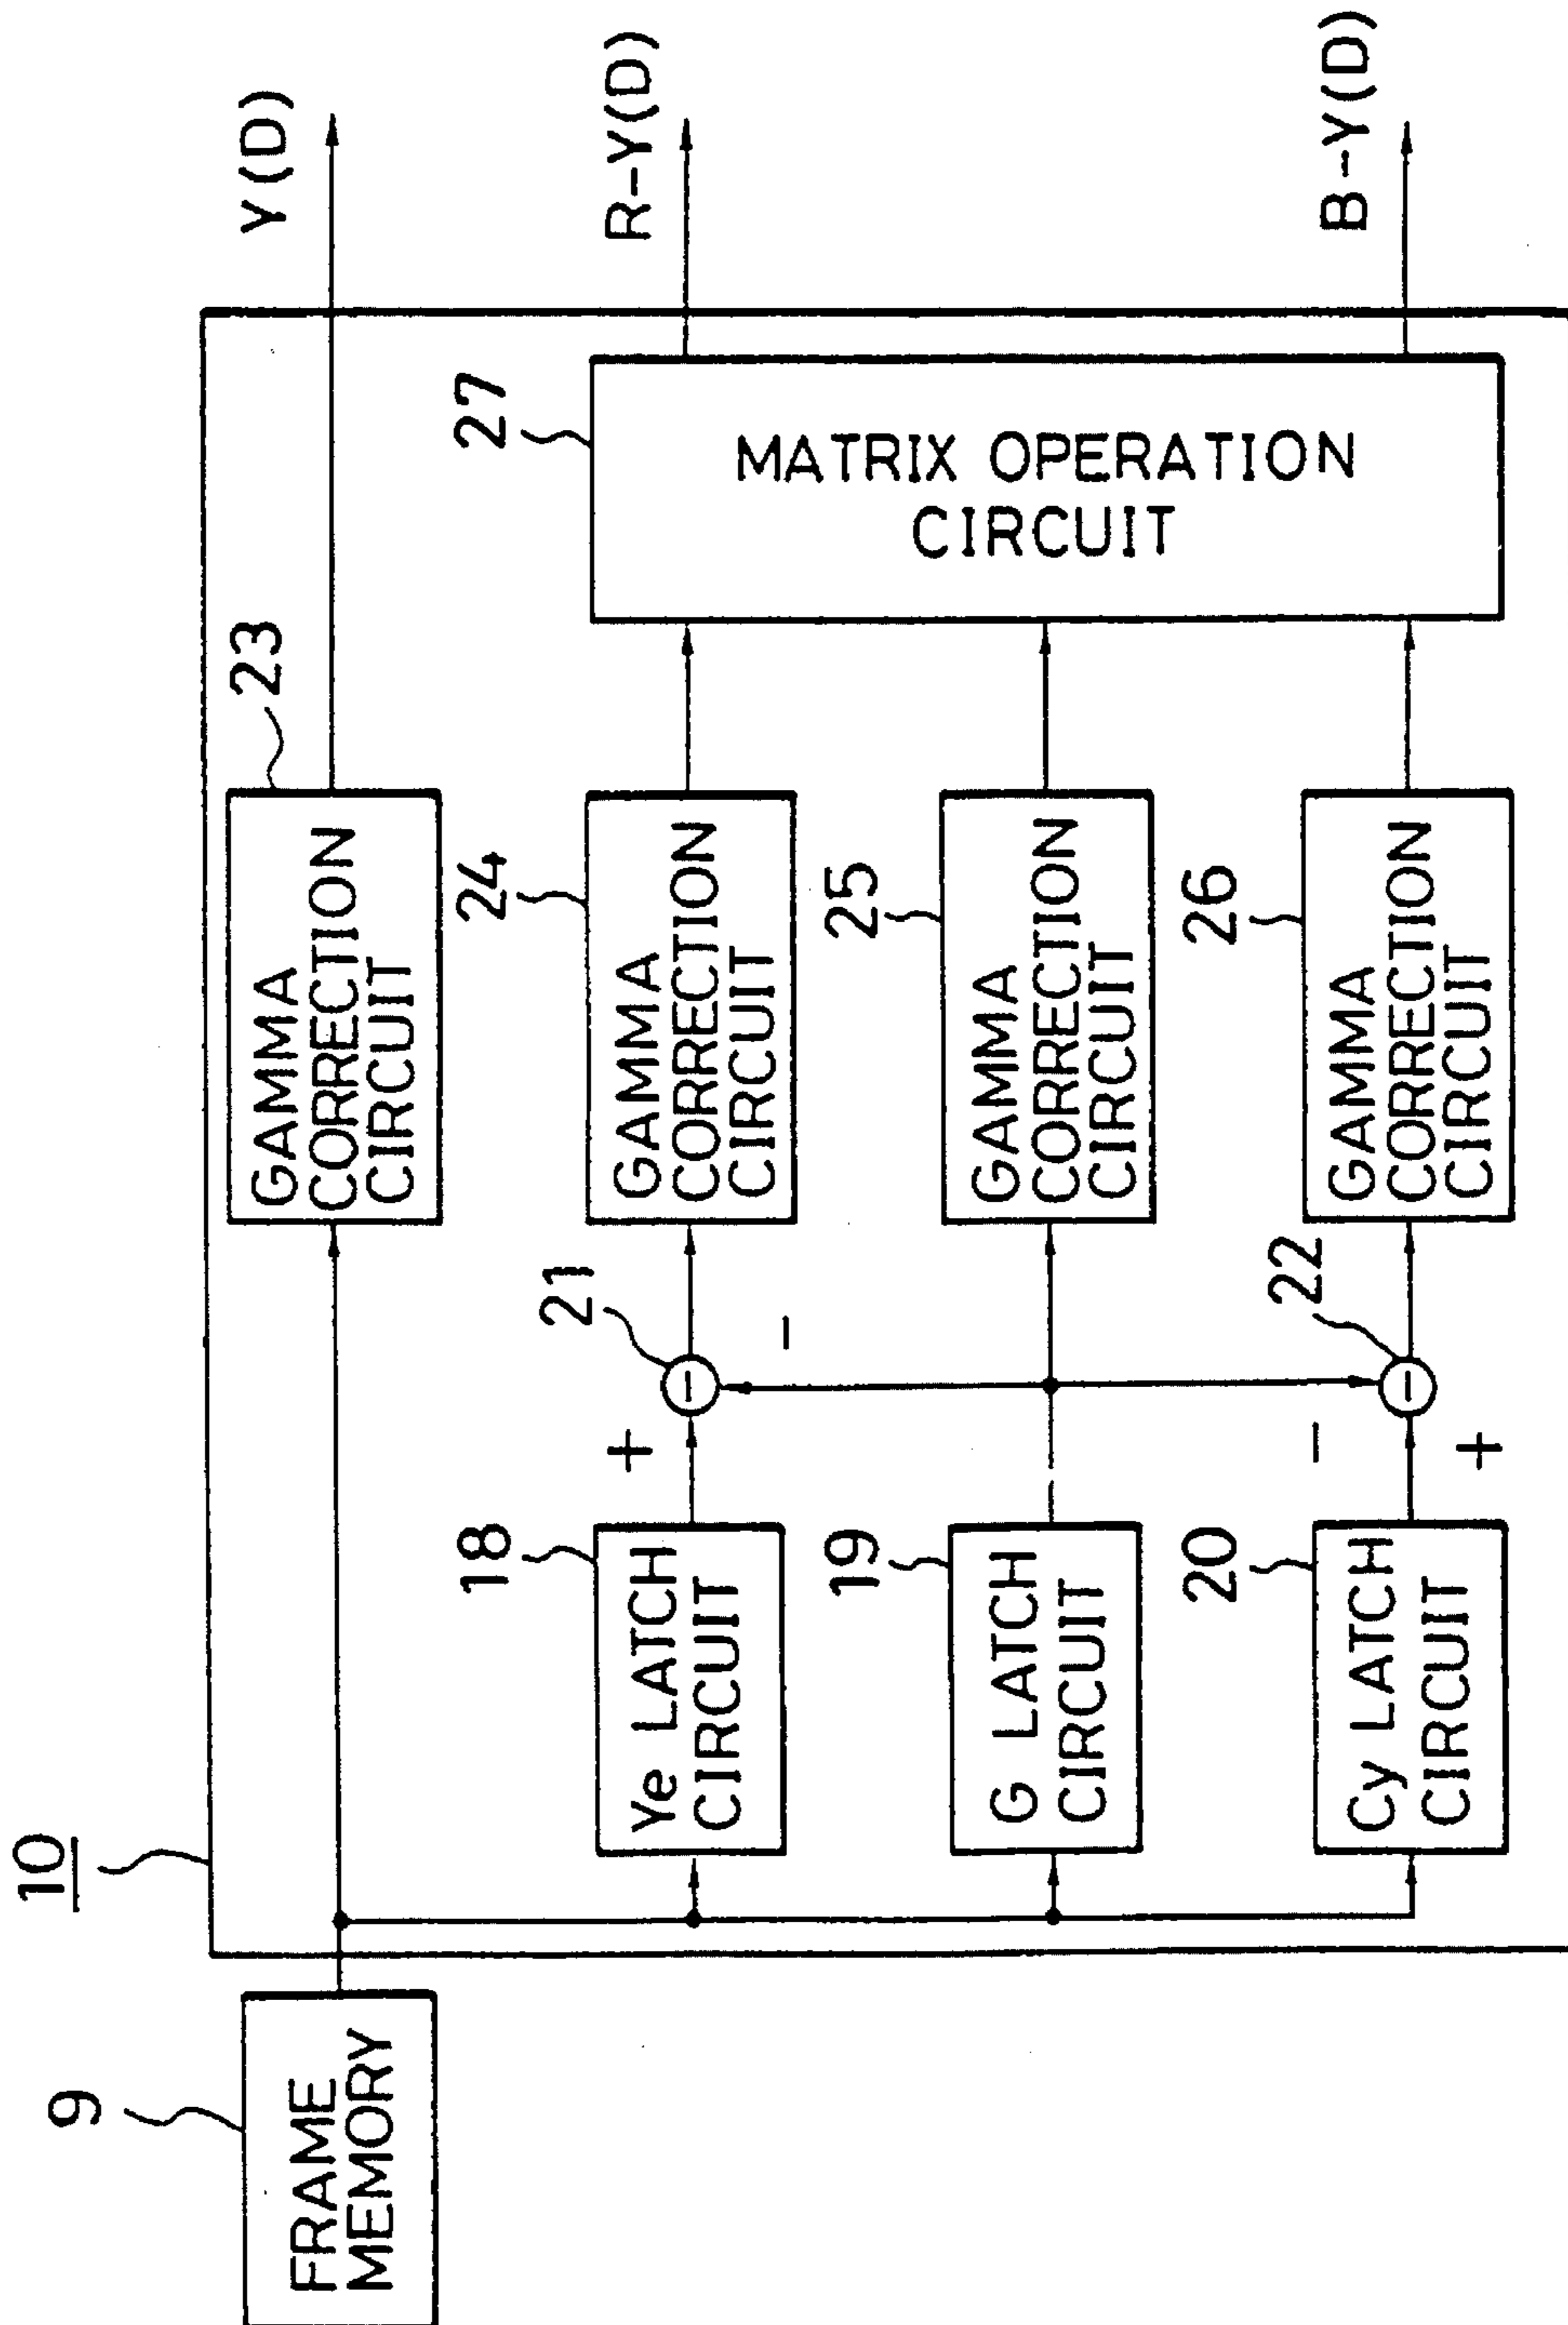 10
9
FRAME
MEMORY
23
GAMMA
CORRECTION
CIRCUIT
Y(D)
18
Ye LATCH
CIRCUIT
+
21
−
−
24
GAMMA
CORRECTION
CIRCUIT
27
MATRIX OPERATION
CIRCUIT
R-Y(D)
19
G LATCH
CIRCUIT
25
GAMMA
CORRECTION
CIRCUIT
20
Cy LATCH
CIRCUIT
−
+
22
−
26
GAMMA
CORRECTION
CIRCUIT
B-Y(D)